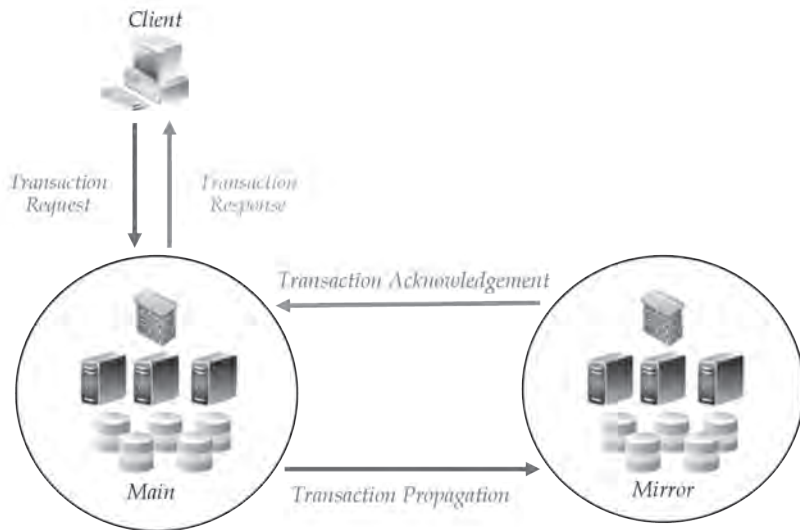 Client
Transaction
Request
Transaction
Response
Transaction Acknowledgement
Main
Transaction Propagation
Mirror